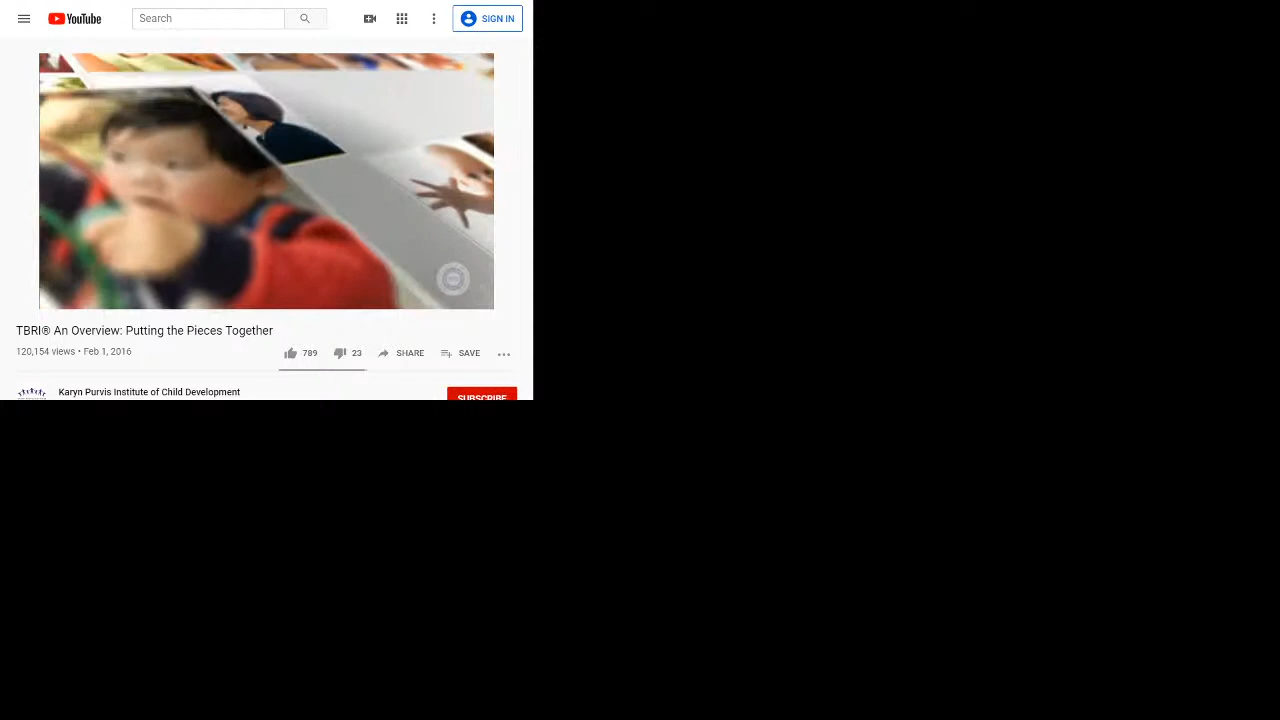 YouTube
Search
SIGN IN
TBRI® An Overview: Putting the Pieces Together
120,154 views • Feb 1, 2016
789
23
SHARE
SAVE
Karyn Purvis Institute of Child Development
SUBSCRIBE